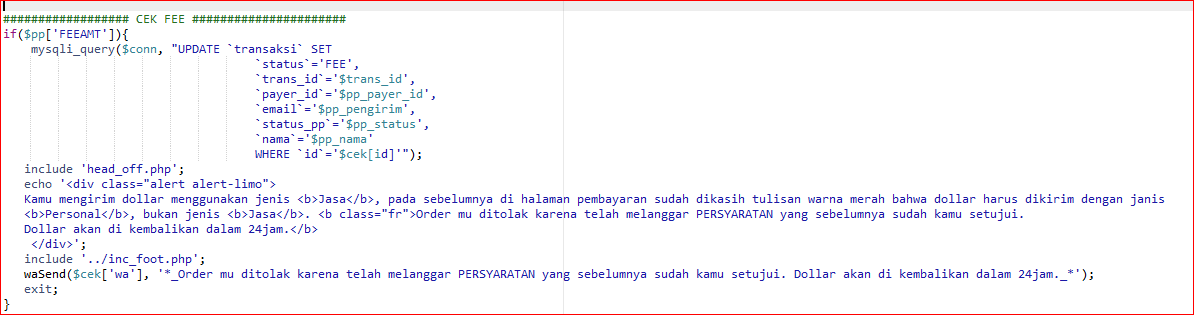 ################## CEK FEE ######################
if($pp['FEEAMT']){
mysqli_query($conn, "UPDATE `transaksi` SET
`status`='FEE',
`trans_id`='$trans_id',
`payer_id`='$pp_payer_id',
`email`='$pp_pengirim',
`status_pp`='$pp_status',
`nama`='$pp_nama'
WHERE `id`='$cek[id]'");
include 'head_off.php';
echo '<div class="alert alert-limo">
Kamu mengirim dollar menggunakan jenis <b>Jasa</b>, pada sebelumnya di halaman pembayaran sudah dikasih tulisan warna merah bahwa dollar harus dikirim dengan janis
<b>Personal</b>, bukan jenis <b>Jasa</b>. <b class="fr">Order mu ditolak karena telah melanggar PERSYARATAN yang sebelumnya sudah kamu setujui.
Dollar akan di kembalikan dalam 24jam.</b>
</div>';
include '../inc_foot.php';
waSend($cek['wa'], '*_Order mu ditolak karena telah melanggar PERSYARATAN yang sebelumnya sudah kamu setujui. Dollar akan di kembalikan dalam 24jam._*');
exit;
}